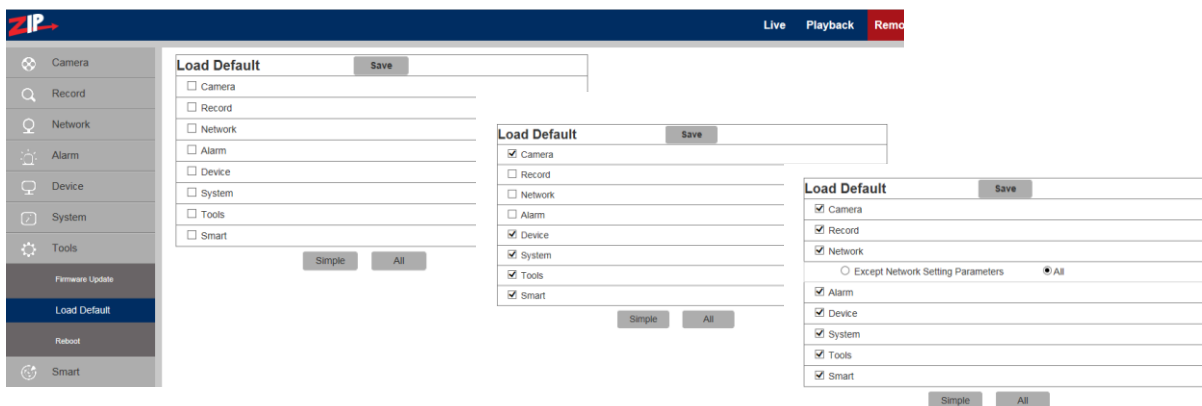 ZIP
Live Playback Remo
Camera
Record
Network
Alarm
Device
System
Tools
Firmware Update
Load Default
Reboot
Smart
Load Default Save
Camera
Record
Network
Alarm
Device
System
Tools
Smart
Simple All
Load Default Save
Camera
Record
Network
Alarm
Device
System
Tools
Smart
Simple All
Load Default Save
Camera
Record
Network
Except Network Setting Parameters All
Alarm
Device
System
Tools
Smart
Simple All